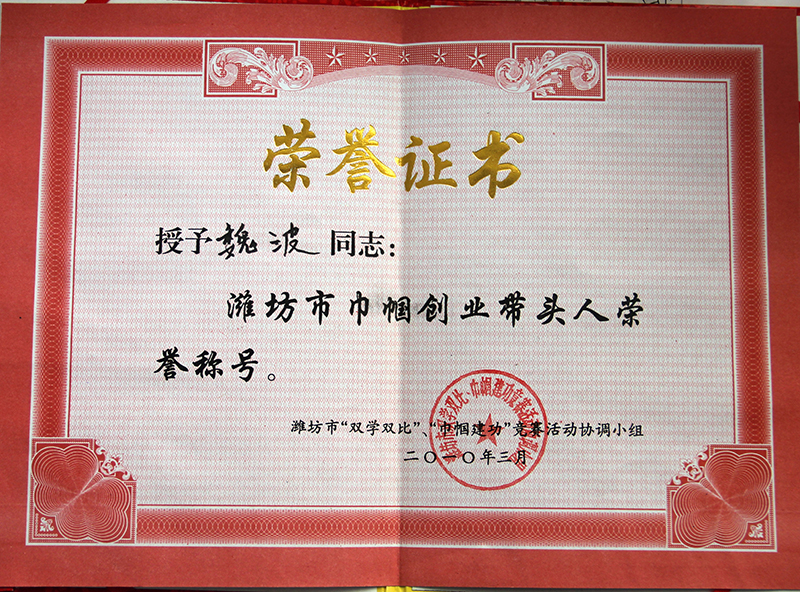 荣誉证书
授予魏波同志：
潍坊市巾帼创业带头人荣
誉称号。
潍坊市“双学双比”、“巾帼建功”竞赛活动协调小组
二〇一〇年三月